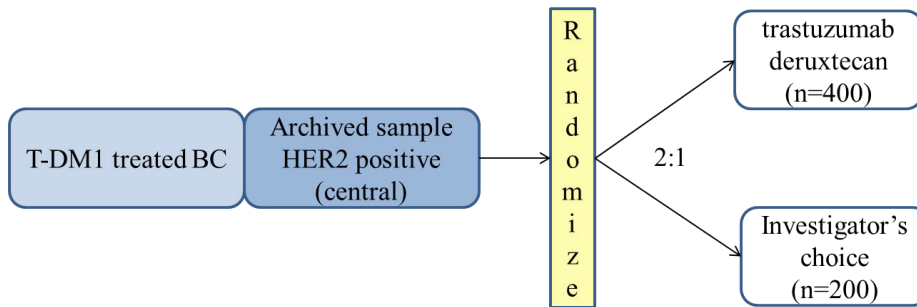 T-DM1 treated BC
Archived sample
HER2 positive
(central)
R
a
n
d
o
m
i
z
e
2:1
trastuzumab
deruxtecan
(n=400)
Investigator’s
choice
(n=200)